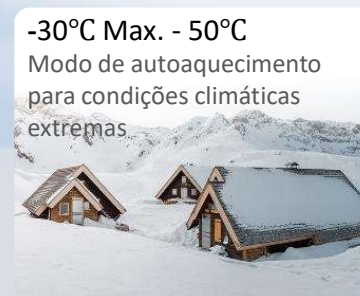 -30℃ Max. - 50℃
Modo de autoaquecimento
para condições climáticas
extremas